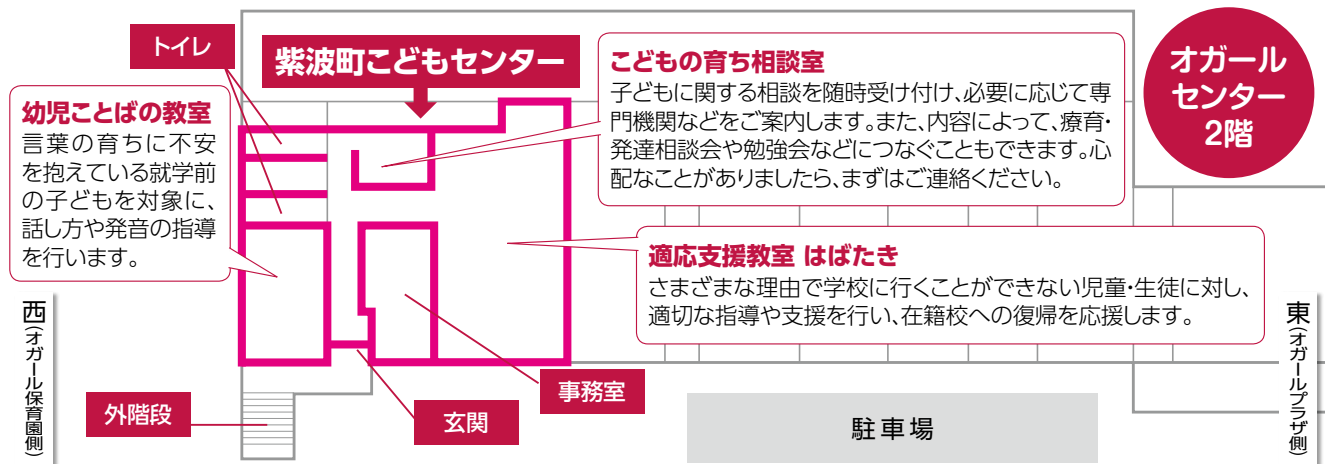 トイレ
紫波町こどもセンター
幼児ことばの教室
言葉の育ちに不安
を抱えている就学前
の子どもを対象に、
話し方や発音の指導
を行います。
こどもの育ち相談室
子どもに関する相談を随時受け付け、必要に応じて専
門機関などをご案内します。また、内容によって、療育・
発達相談会や勉強会などにつなぐこともできます。心
配なことがありましたら、まずはご連絡ください。
オガール
センター
2階
適応支援教室 はばたき
さまざまな理由で学校に行くことができない児童・生徒に対し、
適切な指導や支援を行い、在籍校への復帰を応援します。
西(オガール保育園側)
東(オガールプラザ側)
外階段
玄関
事務室
駐車場